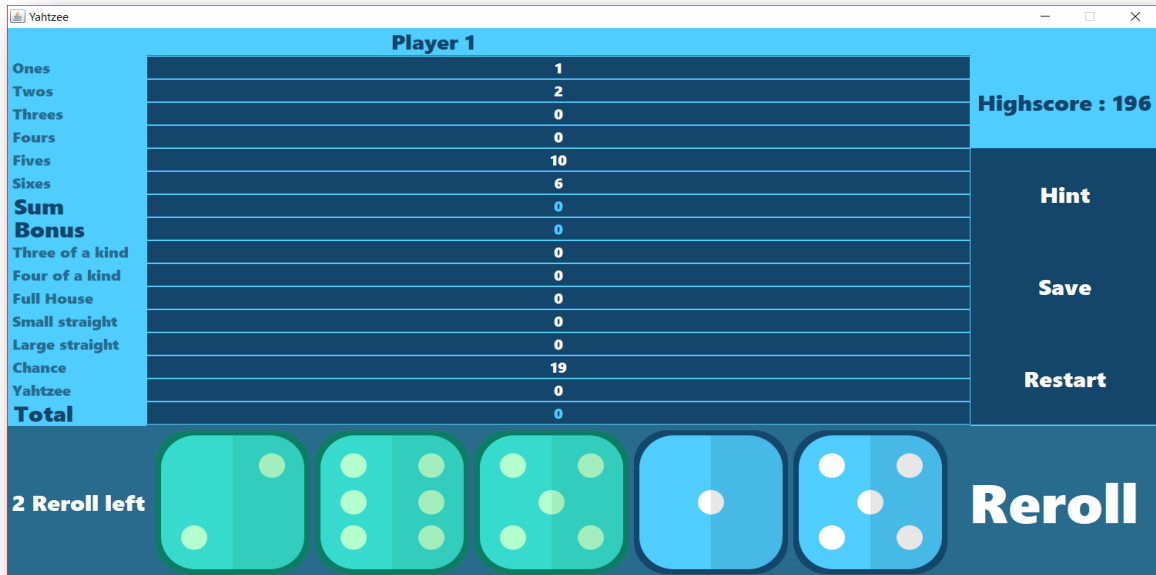 Yahtzee
Player 1
Ones 1
Twos 2
Threes 0
Fours 0
Fives 10
Sixes 6
Sum 0
Bonus 0
Three of a kind 0
Four of a kind 0
Full House 0
Small straight 0
Large straight 0
Chance 19
Yahtzee 0
Total 0
Highscore : 196
Hint
Save
Restart
2 Reroll left
Reroll